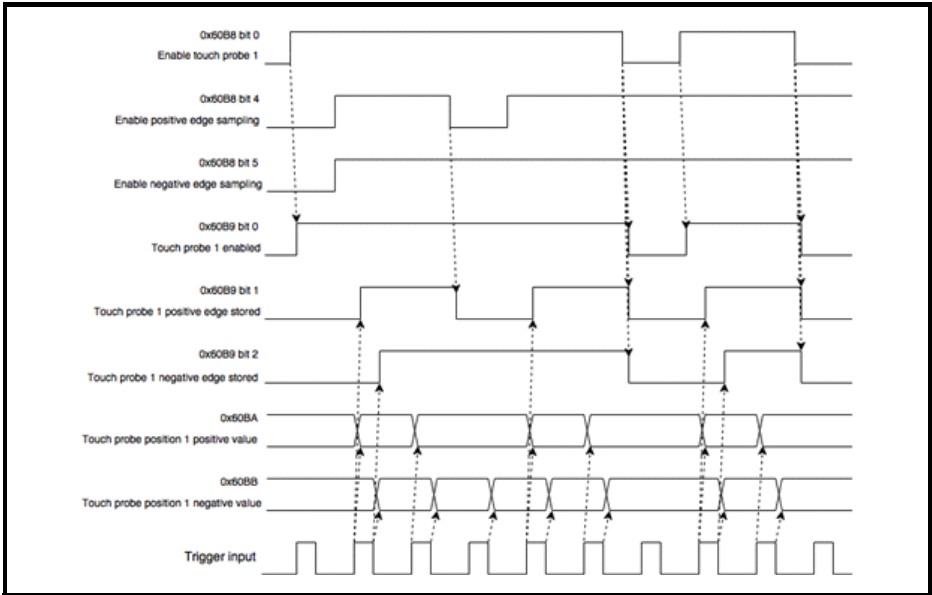 0x60B8 bit 0
Enable touch probe 1
0x60B8 bit 4
Enable positive edge sampling
0x60B8 bit 5
Enable negative edge sampling
0x60B9 bit 0
Touch probe 1 enabled
0x60B9 bit 1
Touch probe 1 positive edge stored
0x60B9 bit 2
Touch probe 1 negative edge stored
0x60BA
Touch probe position 1 positive value
0x60BB
Touch probe position 1 negative value
Trigger input